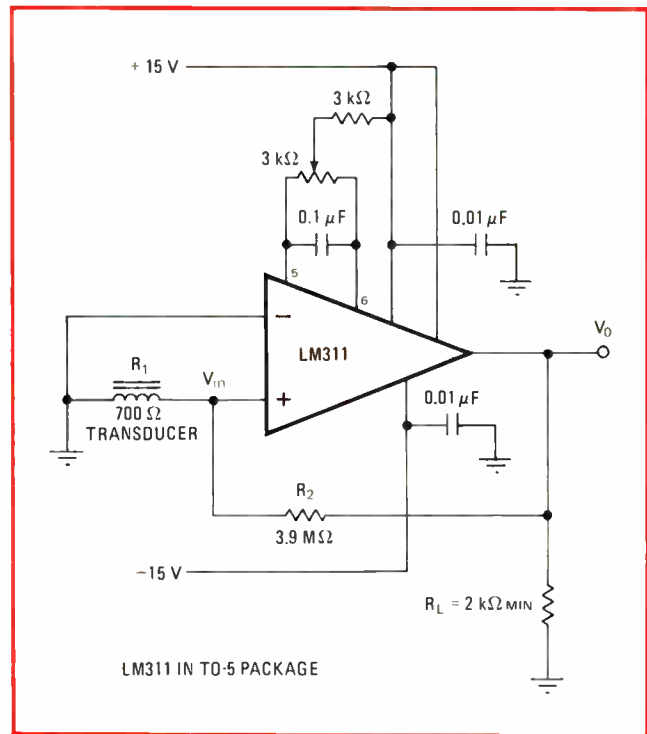 + 15 V
3 kΩ
3 kΩ
0.1 μF
0.01 μF
5
6
−
LM311
V₀
R₁
Vin
+
0.01 μF
700 Ω
TRANSDUCER
R₂
3.9 MΩ
−15 V
R_L = 2 kΩ MIN
LM311 IN TO-5 PACKAGE